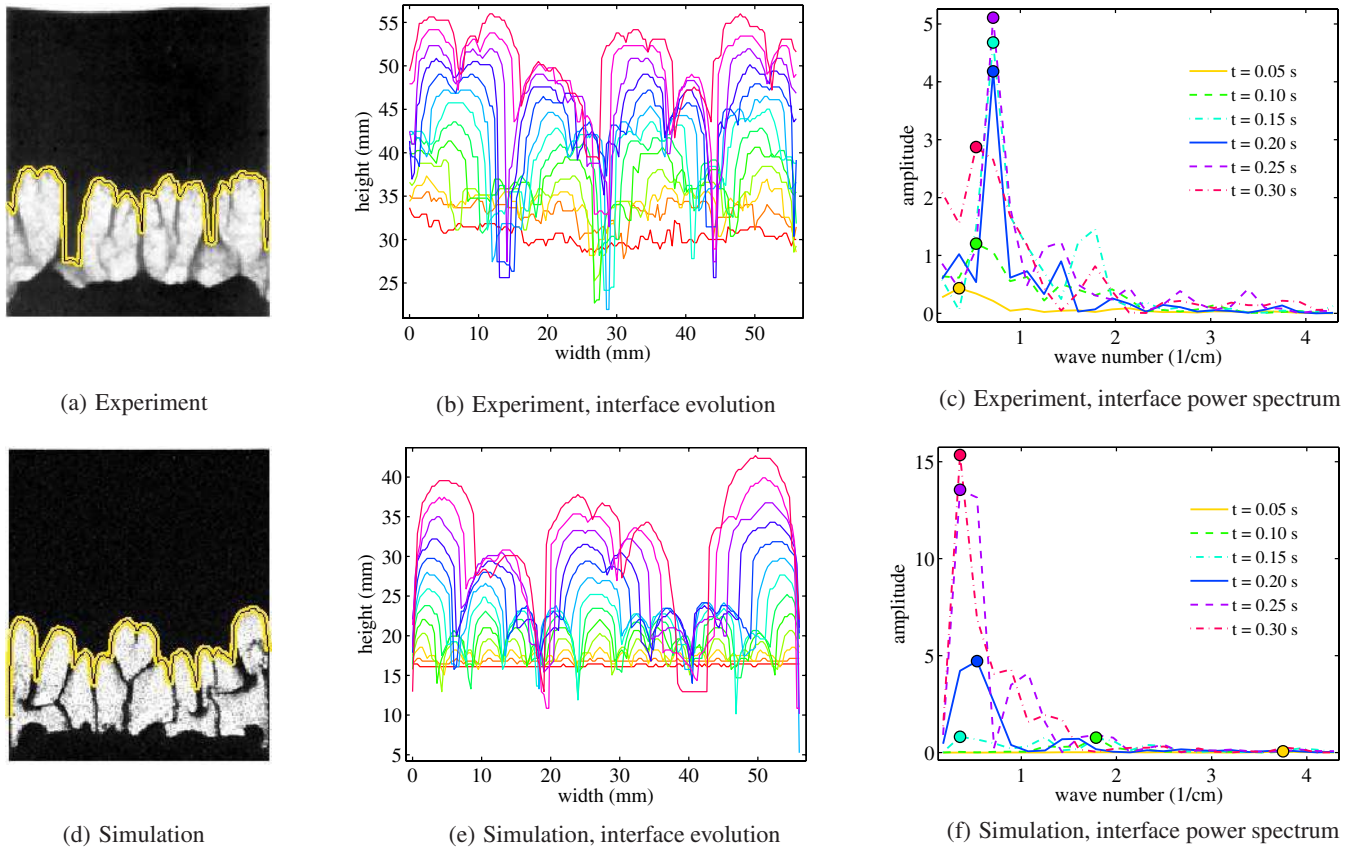 55
50
45
40
35
30
25
height (mm)
0 10 20 30 40 50
width (mm)
5
4
3
2
1
0
amplitude
t = 0.05 s
t = 0.10 s
t = 0.15 s
t = 0.20 s
t = 0.25 s
t = 0.30 s
1 2 3 4
wave number (1/cm)
(a) Experiment
(b) Experiment, interface evolution
(c) Experiment, interface power spectrum
40
35
30
25
20
15
10
5
height (mm)
0 10 20 30 40 50
width (mm)
15
10
5
0
amplitude
t = 0.05 s
t = 0.10 s
t = 0.15 s
t = 0.20 s
t = 0.25 s
t = 0.30 s
1 2 3 4
wave number (1/cm)
(d) Simulation
(e) Simulation, interface evolution
(f) Simulation, interface power spectrum